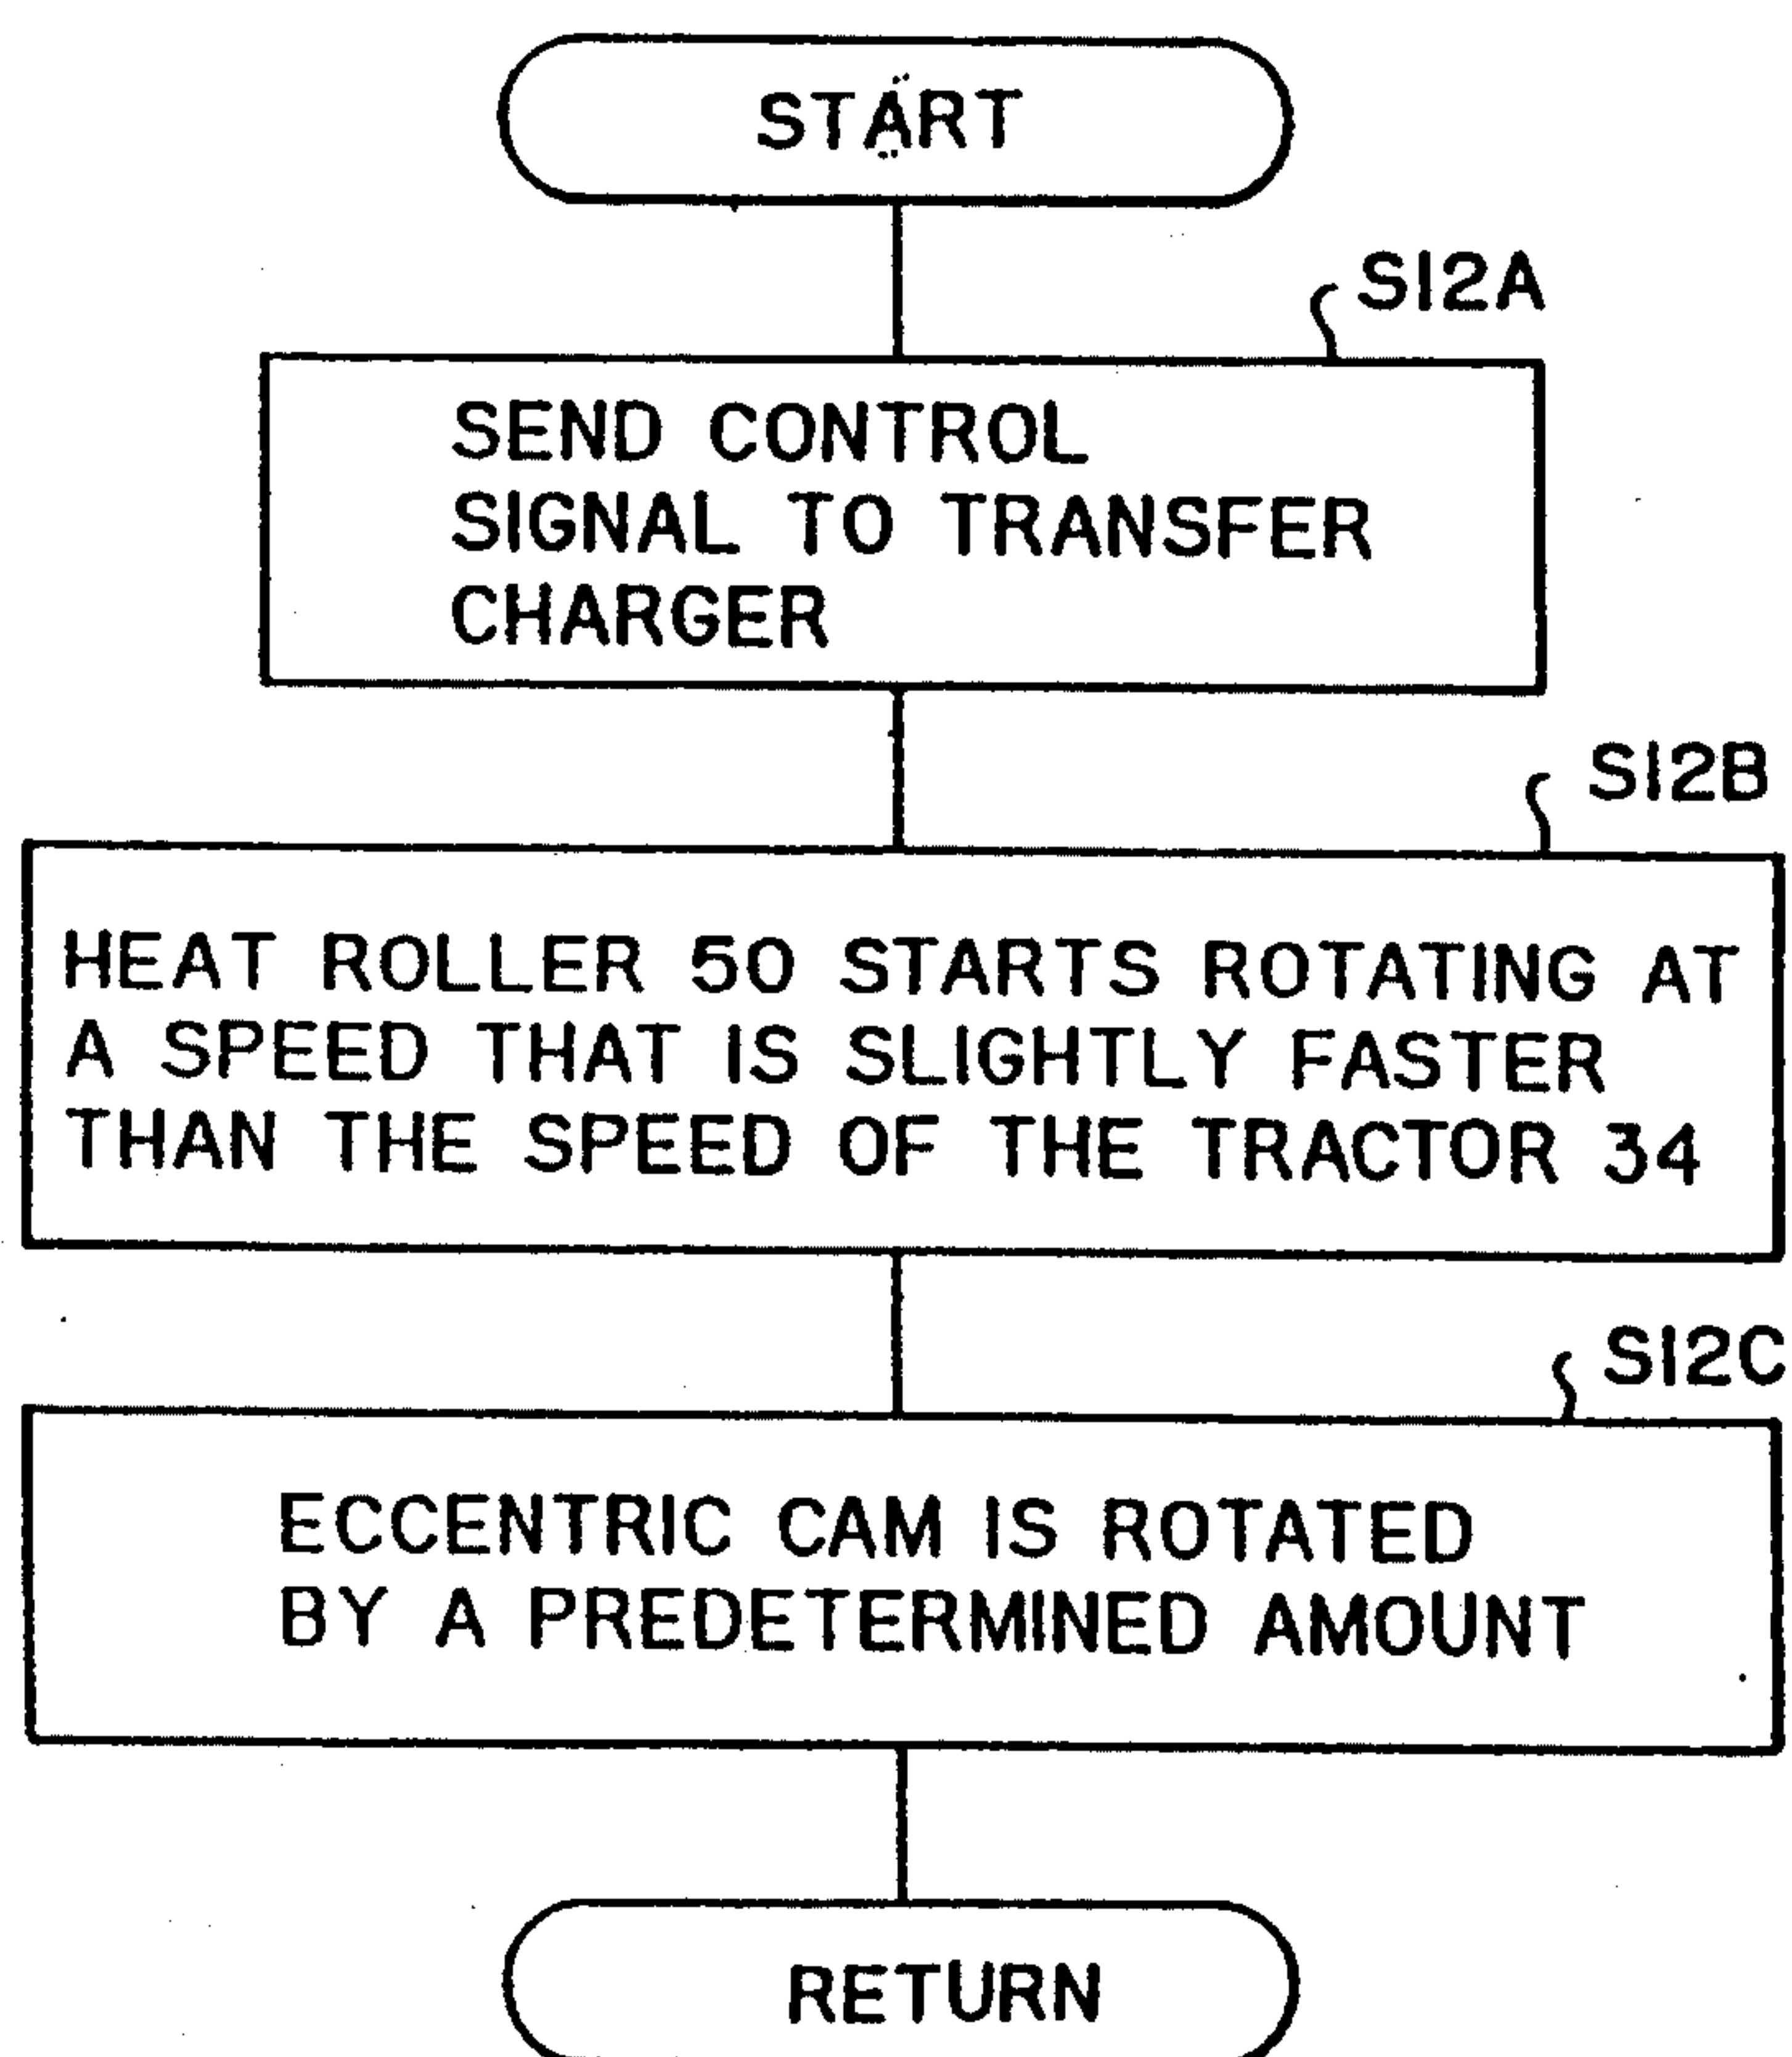 START
S12A
SEND CONTROL
SIGNAL TO TRANSFER
CHARGER
S12B
HEAT ROLLER 50 STARTS ROTATING AT
A SPEED THAT IS SLIGHTLY FASTER
THAN THE SPEED OF THE TRACTOR 34
S12C
ECCENTRIC CAM IS ROTATED
BY A PREDETERMINED AMOUNT
RETURN